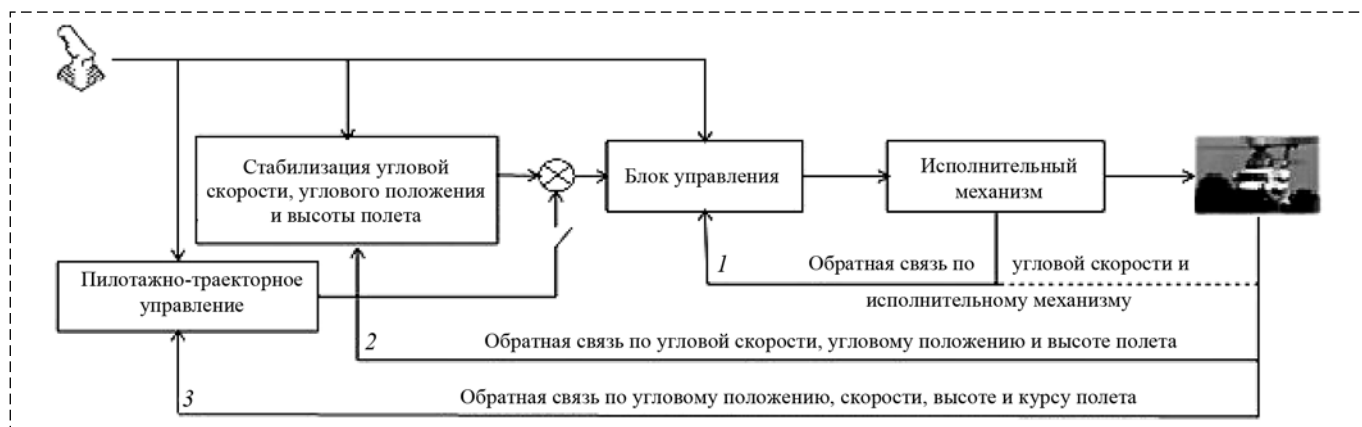 Стабилизация угловой
скорости, углового положения
и высоты полета
Блок управления
Исполнительный
механизм
Пилотажно-траекторное
управление
1
Обратная связь по угловой скорости и
исполнительному механизму
2
Обратная связь по угловой скорости, угловому положению и высоте полета
3
Обратная связь по угловому положению, скорости, высоте и курсу полета